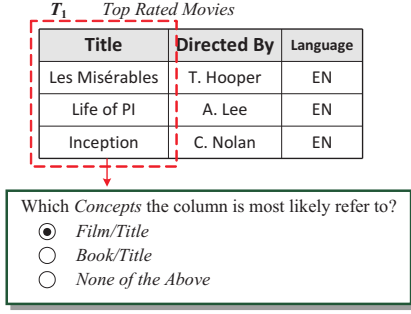 T1 Top Rated Movies
Title Directed By Language
Les Misérables T. Hooper EN
Life of PI A. Lee EN
Inception C. Nolan EN
Which Concepts the column is most likely refer to?
Film/Title
Book/Title
None of the Above